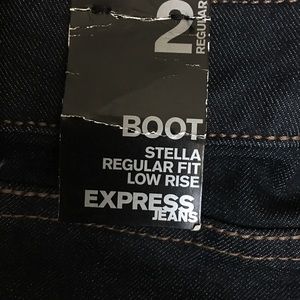 2 REGULAR
BOOT
STELLA
REGULAR FIT
LOW RISE
EXPRESS
JEANS